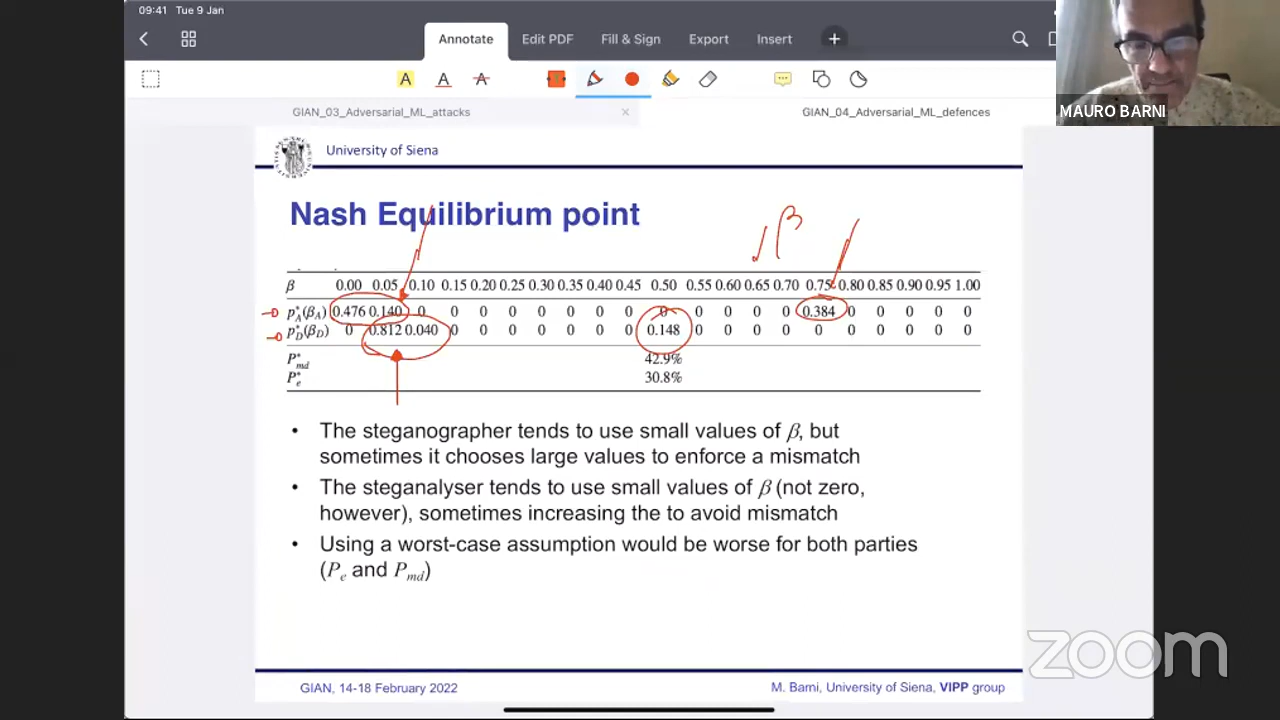 09:41 Tue 9 Jan
Annotate Edit PDF Fill & Sign Export Insert +
A A A
MAURO BARNI
GIAN_03_Adversarial_ML_attacks × GIAN_04_Adversarial_ML_defences
University of Siena
Nash Equilibrium point
β
β 0.00 0.05 0.10 0.15 0.20 0.25 0.30 0.35 0.40 0.45 0.50 0.55 0.60 0.65 0.70 0.75 0.80 0.85 0.90 0.95 1.00
p*A(βA) 0.476 0.140 0 0 0 0 0 0 0 0 0 0 0 0 0 0.384 0 0 0 0 0
p*D(βD) 0 0.812 0.040 0 0 0 0 0 0 0 0.148 0 0 0 0 0 0 0 0 0 0
P*md 42.9%
P*e 30.8%
• The steganographer tends to use small values of β, but
sometimes it chooses large values to enforce a mismatch
• The steganalyser tends to use small values of β (not zero,
however), sometimes increasing the to avoid mismatch
• Using a worst-case assumption would be worse for both parties
(Pe and Pmd)
GIAN, 14-18 February 2022 M. Barni, University of Siena, VIPP group
zoom